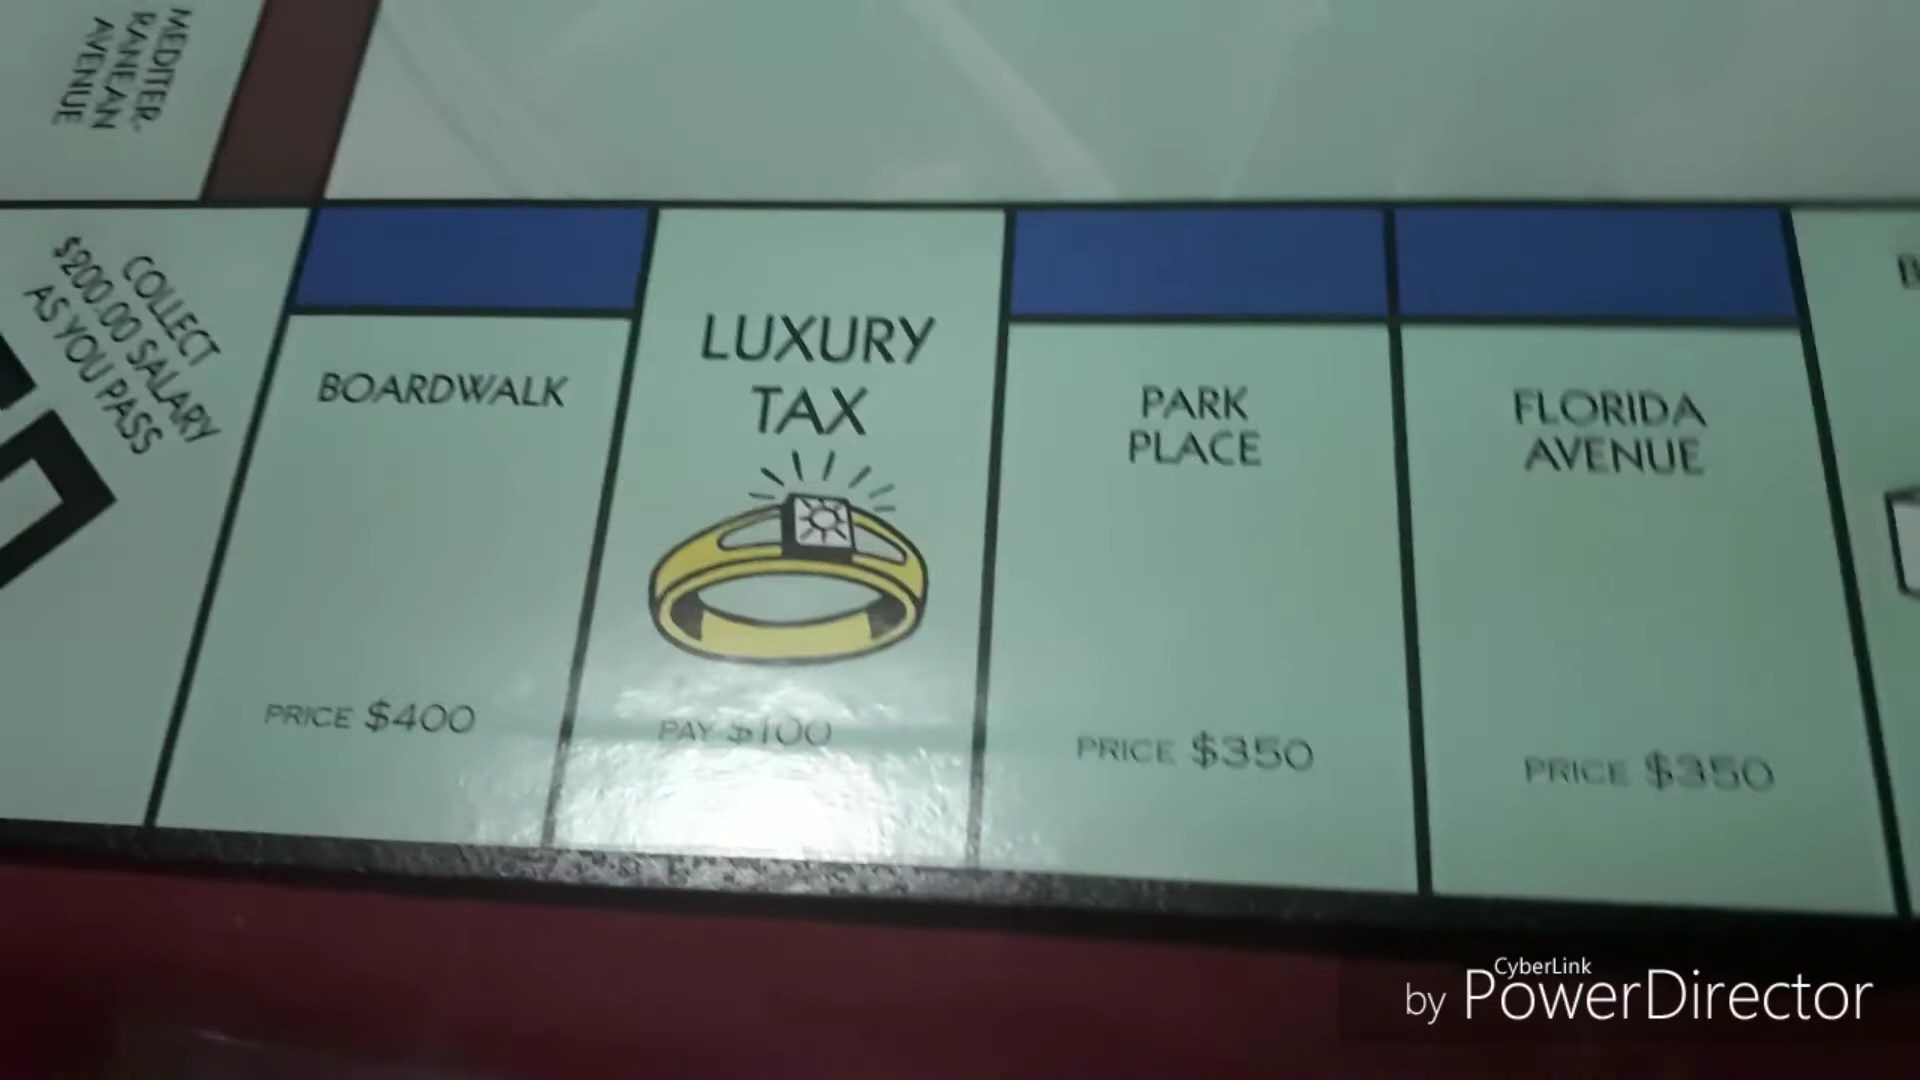 MEDITER-
RANEAN
AVENUE
COLLECT
$200.00 SALARY
AS YOU PASS
BOARDWALK
PRICE $400
LUXURY
TAX
PAY $100
PARK
PLACE
PRICE $350
FLORIDA
AVENUE
PRICE $350
by CyberLink
PowerDirector